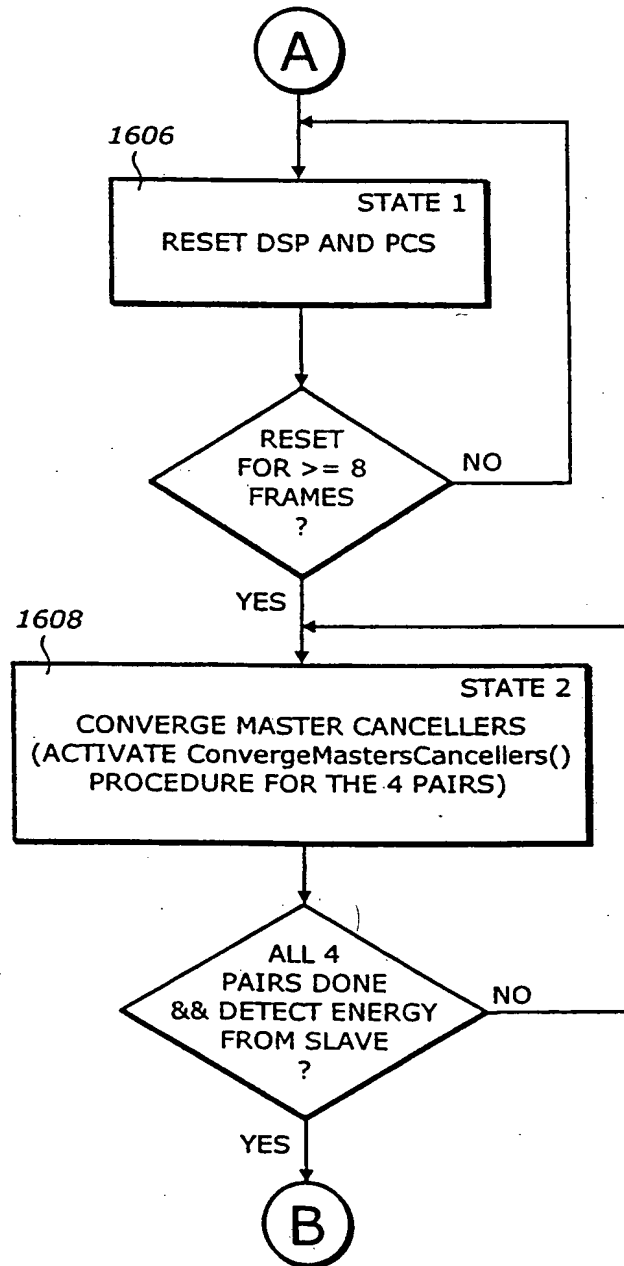 A
1606
STATE 1
RESET DSP AND PCS
RESET
FOR >= 8
FRAMES
?
NO
YES
1608
STATE 2
CONVERGE MASTER CANCELLERS
(ACTIVATE ConvergeMastersCancellers()
PROCEDURE FOR THE 4 PAIRS)
ALL 4
PAIRS DONE
&& DETECT ENERGY
FROM SLAVE
?
NO
YES
B